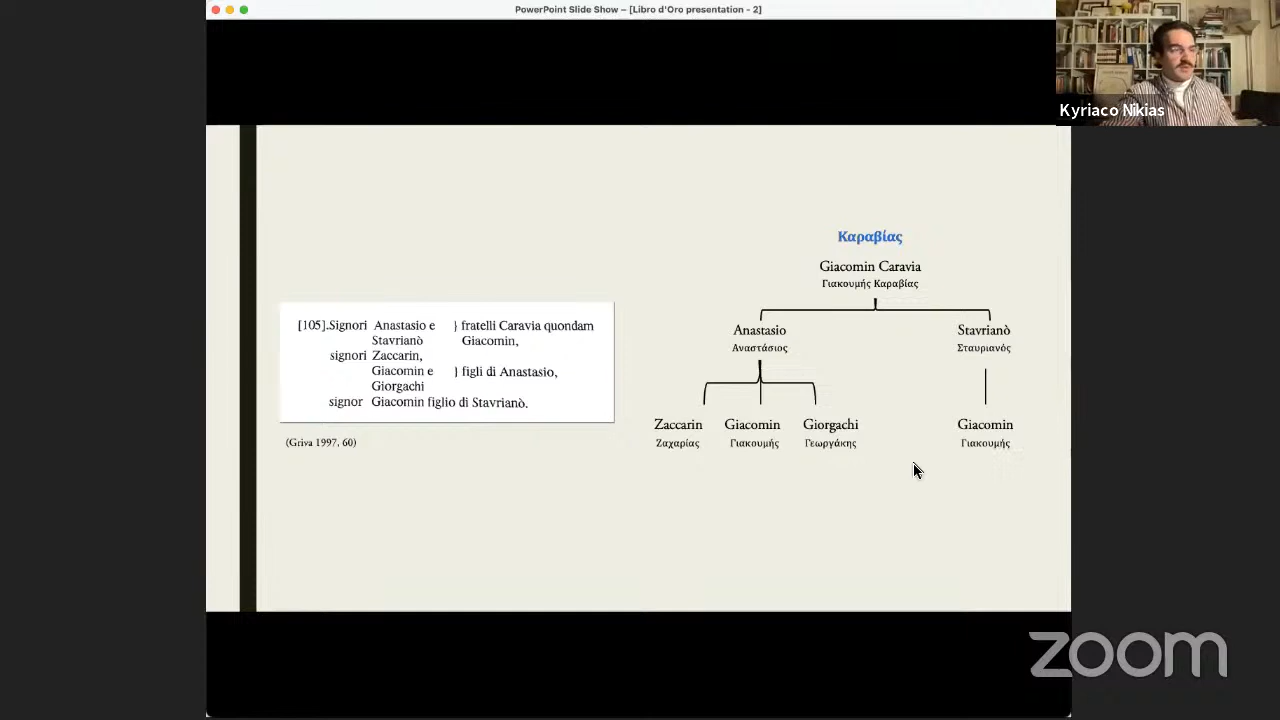 PowerPoint Slide Show – [Libro d'Oro presentation - 2]
Kyriaco Nikias
[105].Signori Anastasio e } fratelli Caravia quondam
Stavrianò Giacomin,
signori Zaccarin,
Giacomin e } figli di Anastasio,
Giorgachi
signor Giacomin figlio di Stavrianò.
(Griva 1997, 60)
Καραβίας
Giacomin Caravia
Γιακουμής Καραβίας
Anastasio Stavrianò
Αναστάσιος Σταυριανός
Zaccarin Giacomin Giorgachi Giacomin
Ζαχαρίας Γιακουμής Γεωργάκης Γιακουμής
zoom